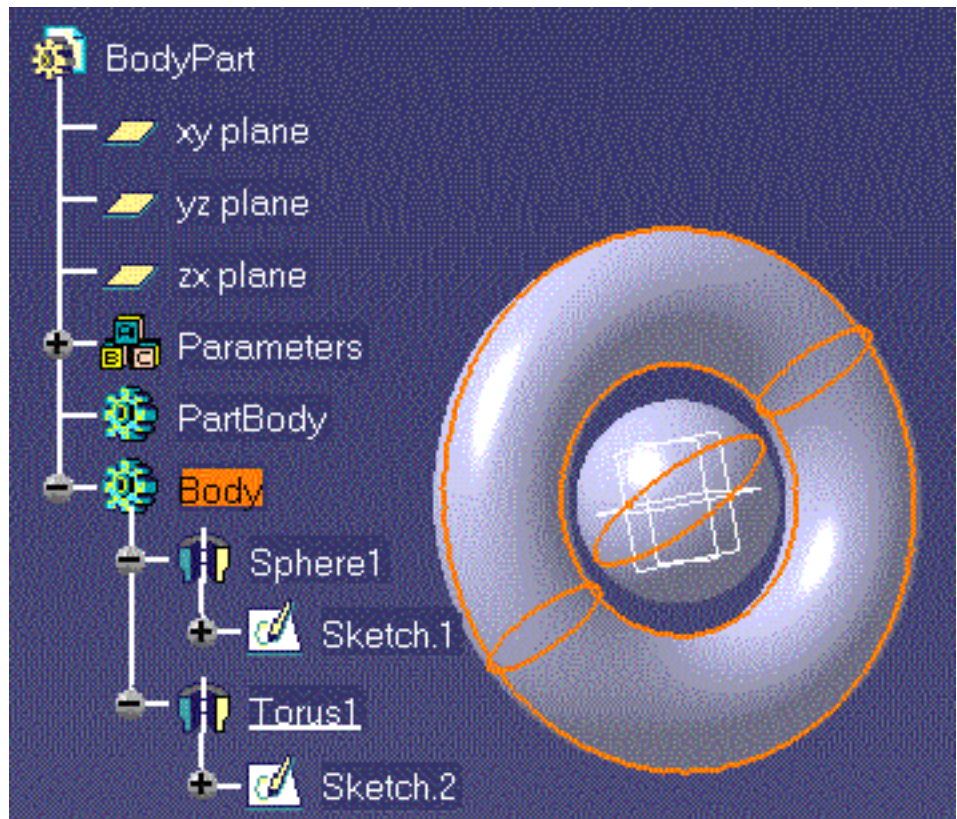 BodyPart
xy plane
yz plane
zx plane
A
B C
Parameters
PartBody
Body
Sphere1
Sketch.1
Torus1
Sketch.2